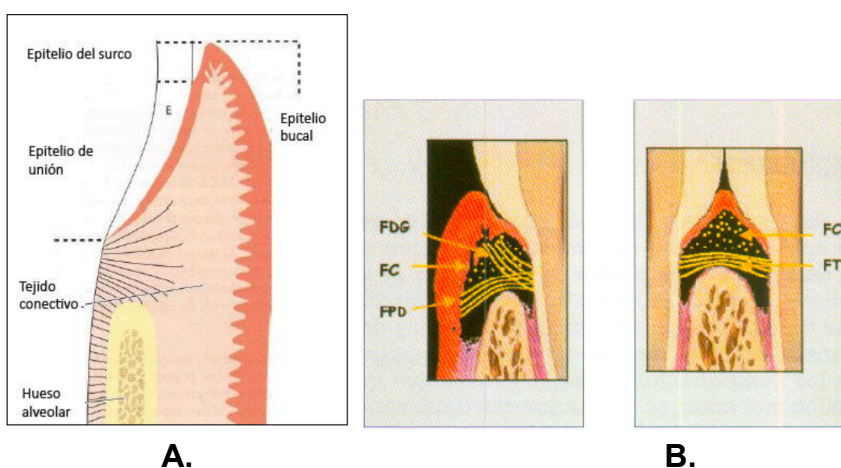 Epitelio del surco
E
Epitelio
bucal
Epitelio de
unión
Tejido
conectivo
Hueso
alveolar
FDG
FC
FPD
FC
FT
A.
B.